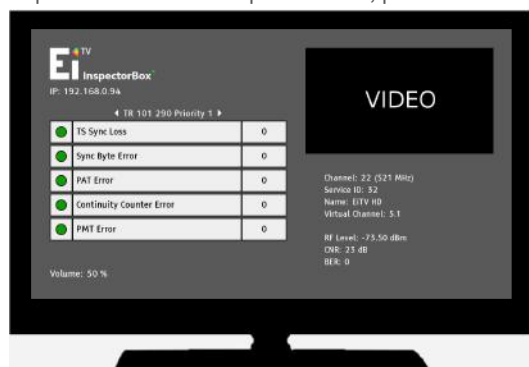 Ei TV
InspectorBox
IP: 192.168.0.94
◄ TR 101 290 Priority 1 ►
TS Sync Loss 0
Sync Byte Error 0
PAT Error 0
Continuity Counter Error 0
PMT Error 0
Volume: 50 %
VIDEO
Channel: 22 (521 MHz)
Service ID: 32
Name: EiTV HD
Virtual Channel: 5.1
RF Level: -73.50 dBm
CNR: 23 dB
BER: 0